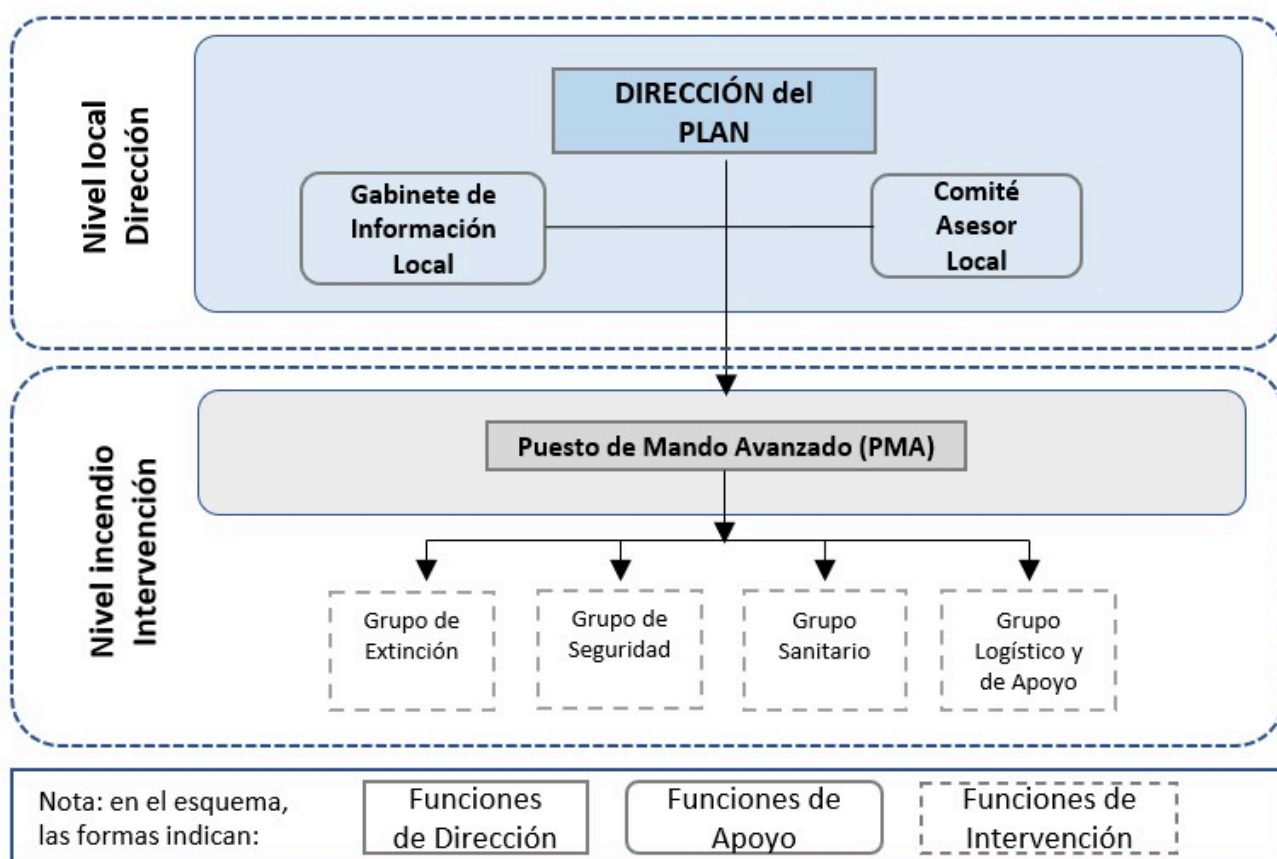 Nivel local
Dirección
DIRECCIÓN del
PLAN
Gabinete de
Información
Local
Comité
Asesor
Local
Nivel incendio
Intervención
Puesto de Mando Avanzado (PMA)
Grupo de
Extinción
Grupo de
Seguridad
Grupo
Sanitario
Grupo
Logístico y
de Apoyo
Nota: en el esquema,
las formas indican:
Funciones
de Dirección
Funciones de
Apoyo
Funciones de
Intervención